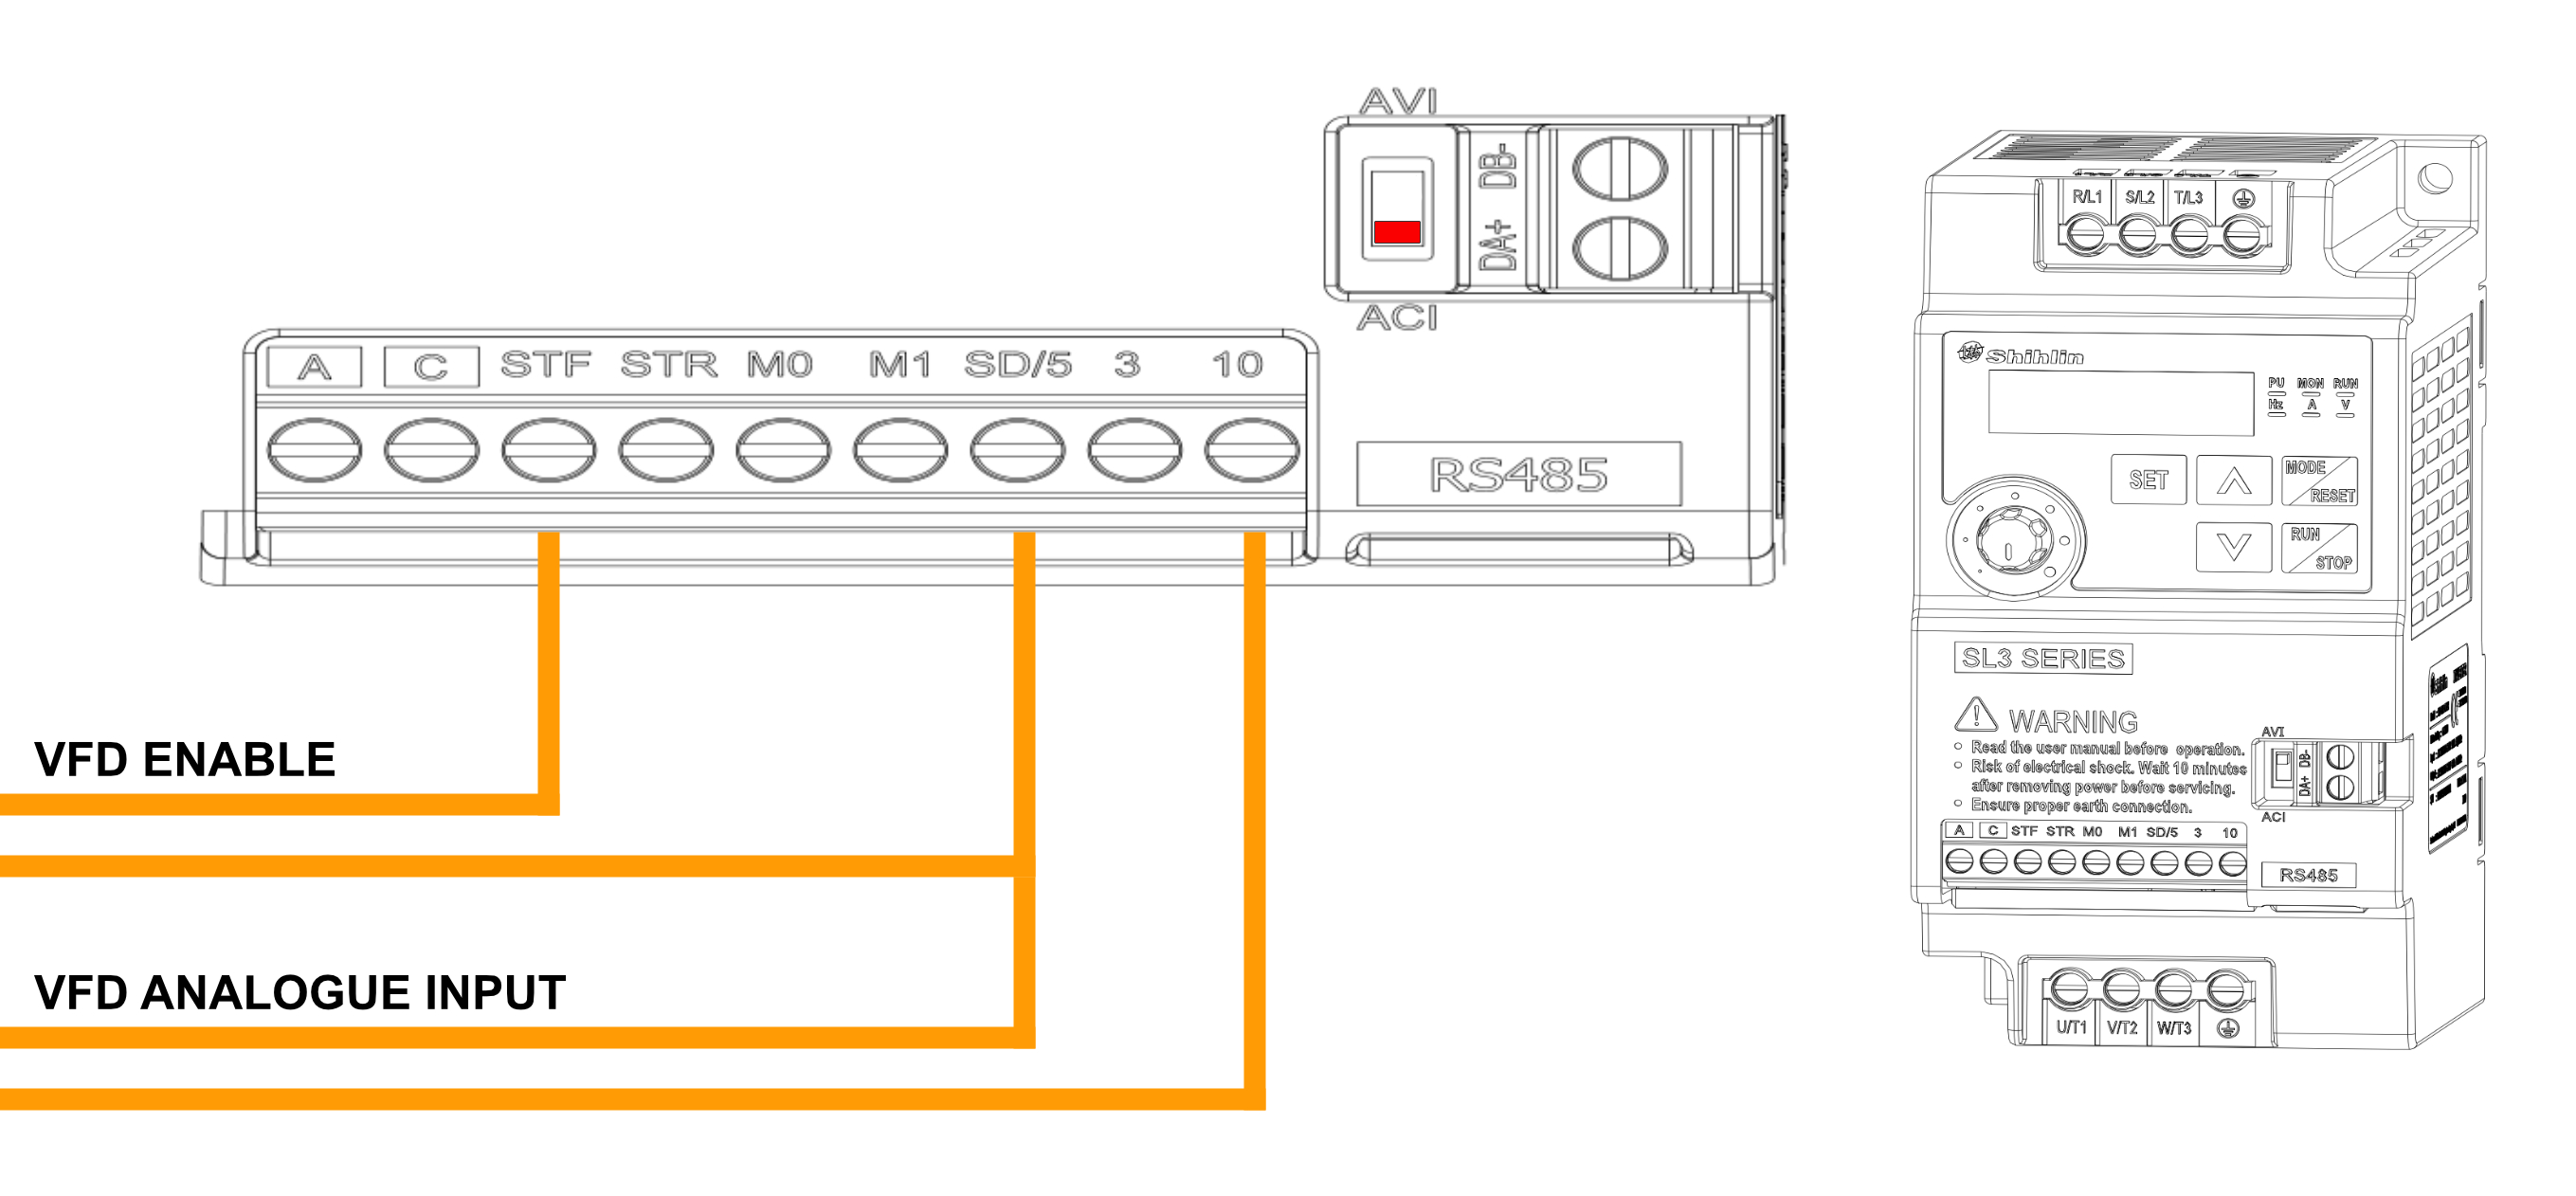 AVI
DB-
DA+
ACI
A C STF STR M0 M1 SD/5 3 10
RS485
VFD ENABLE
VFD ANALOGUE INPUT
R/L1 S/L2 T/L3
Shihlin
PU MON RUN
Hz A V
SET
MODE
RESET
RUN
STOP
SL3 SERIES
WARNING
Read the user manual before operation.
Risk of electrical shock. Wait 10 minutes
after removing power before servicing.
Ensure proper earth connection.
AVI
DB-
DA+
ACI
A C STF STR M0 M1 SD/5 3 10
RS485
U/T1 V/T2 W/T3